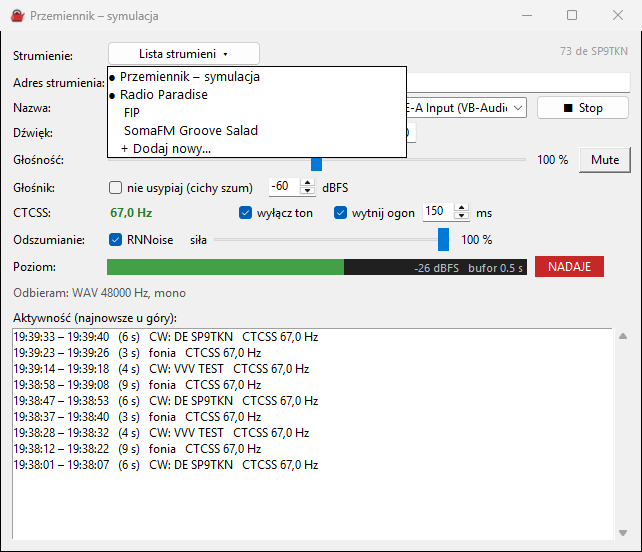 Przemiennik – symulacja
Strumienie: Lista strumieni 73 de SP9TKN
Adres strumienia:
● Przemiennik – symulacja
● Radio Paradise
FIP
SomaFM Groove Salad
+ Dodaj nowy...
Nazwa: E-A Input (VB-Audio Stop
Dźwięk:
Głośność: 100 % Mute
Głośnik: nie usypiaj (cichy szum) -60 dBFS
CTCSS: 67,0 Hz wyłącz ton wytnij ogon 150 ms
Odszumianie: RNNoise siła 100 %
Poziom: -26 dBFS bufor 0.5 s NADAJE
Odbieram: WAV 48000 Hz, mono
Aktywność (najnowsze u góry):
19:39:33 – 19:39:40 (6 s) CW: DE SP9TKN CTCSS 67,0 Hz
19:39:23 – 19:39:26 (3 s) fonia CTCSS 67,0 Hz
19:39:14 – 19:39:18 (4 s) CW: VVV TEST CTCSS 67,0 Hz
19:38:58 – 19:39:08 (9 s) fonia CTCSS 67,0 Hz
19:38:47 – 19:38:53 (6 s) CW: DE SP9TKN CTCSS 67,0 Hz
19:38:37 – 19:38:40 (3 s) fonia CTCSS 67,0 Hz
19:38:28 – 19:38:32 (4 s) CW: VVV TEST CTCSS 67,0 Hz
19:38:12 – 19:38:22 (9 s) fonia CTCSS 67,0 Hz
19:38:01 – 19:38:07 (6 s) CW: DE SP9TKN CTCSS 67,0 Hz